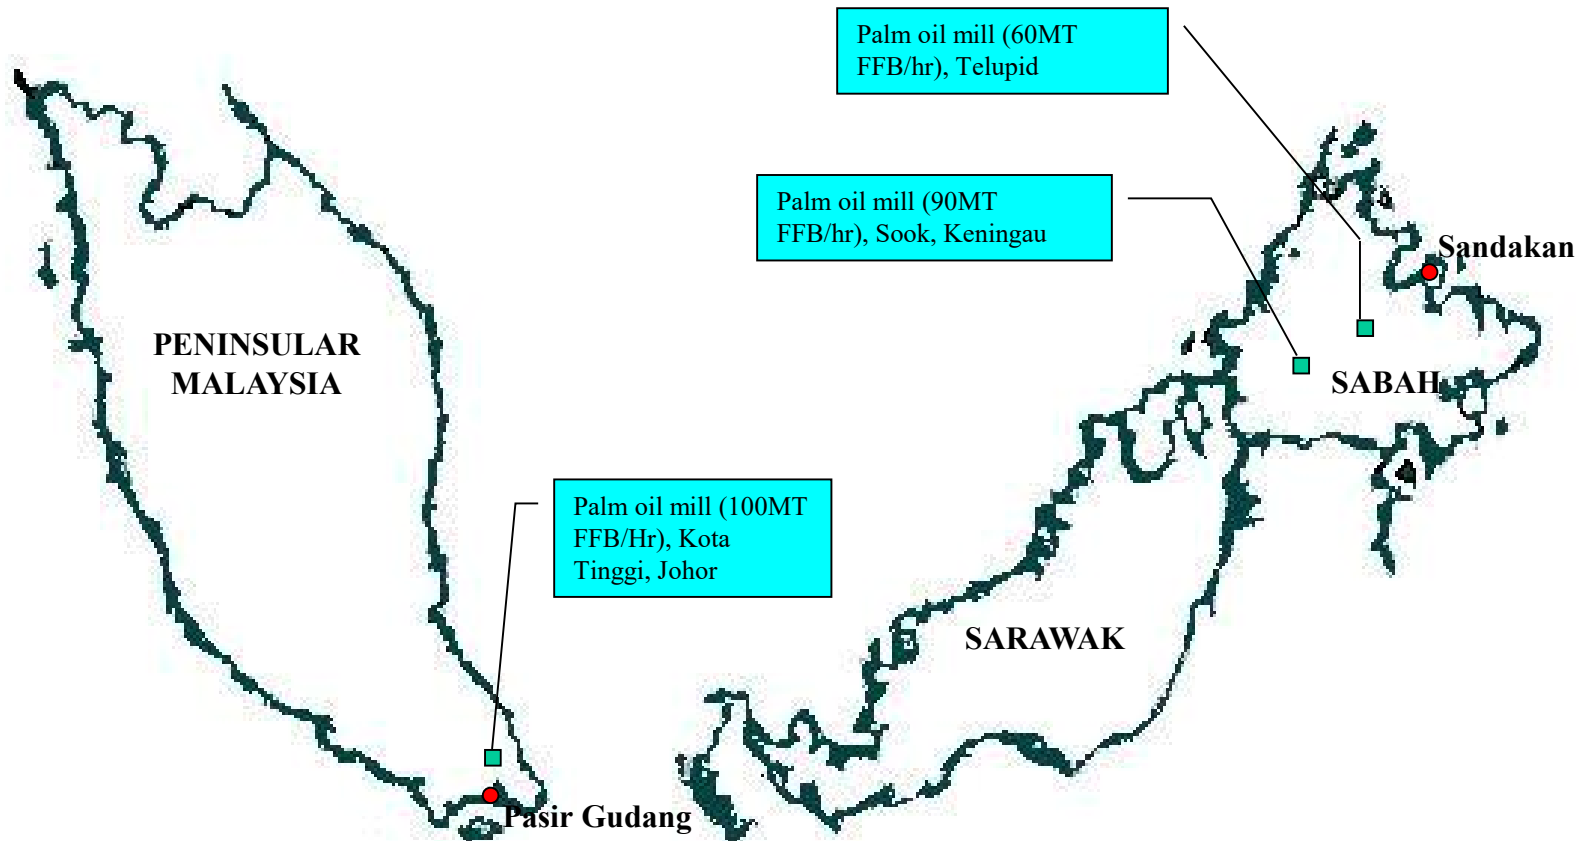 Palm oil mill (60MT
FFB/hr), Telupid
Palm oil mill (90MT
FFB/hr), Sook, Keningau
Sandakan
PENINSULAR
MALAYSIA
SABAH
Palm oil mill (100MT
FFB/Hr), Kota
Tinggi, Johor
SARAWAK
Pasir Gudang